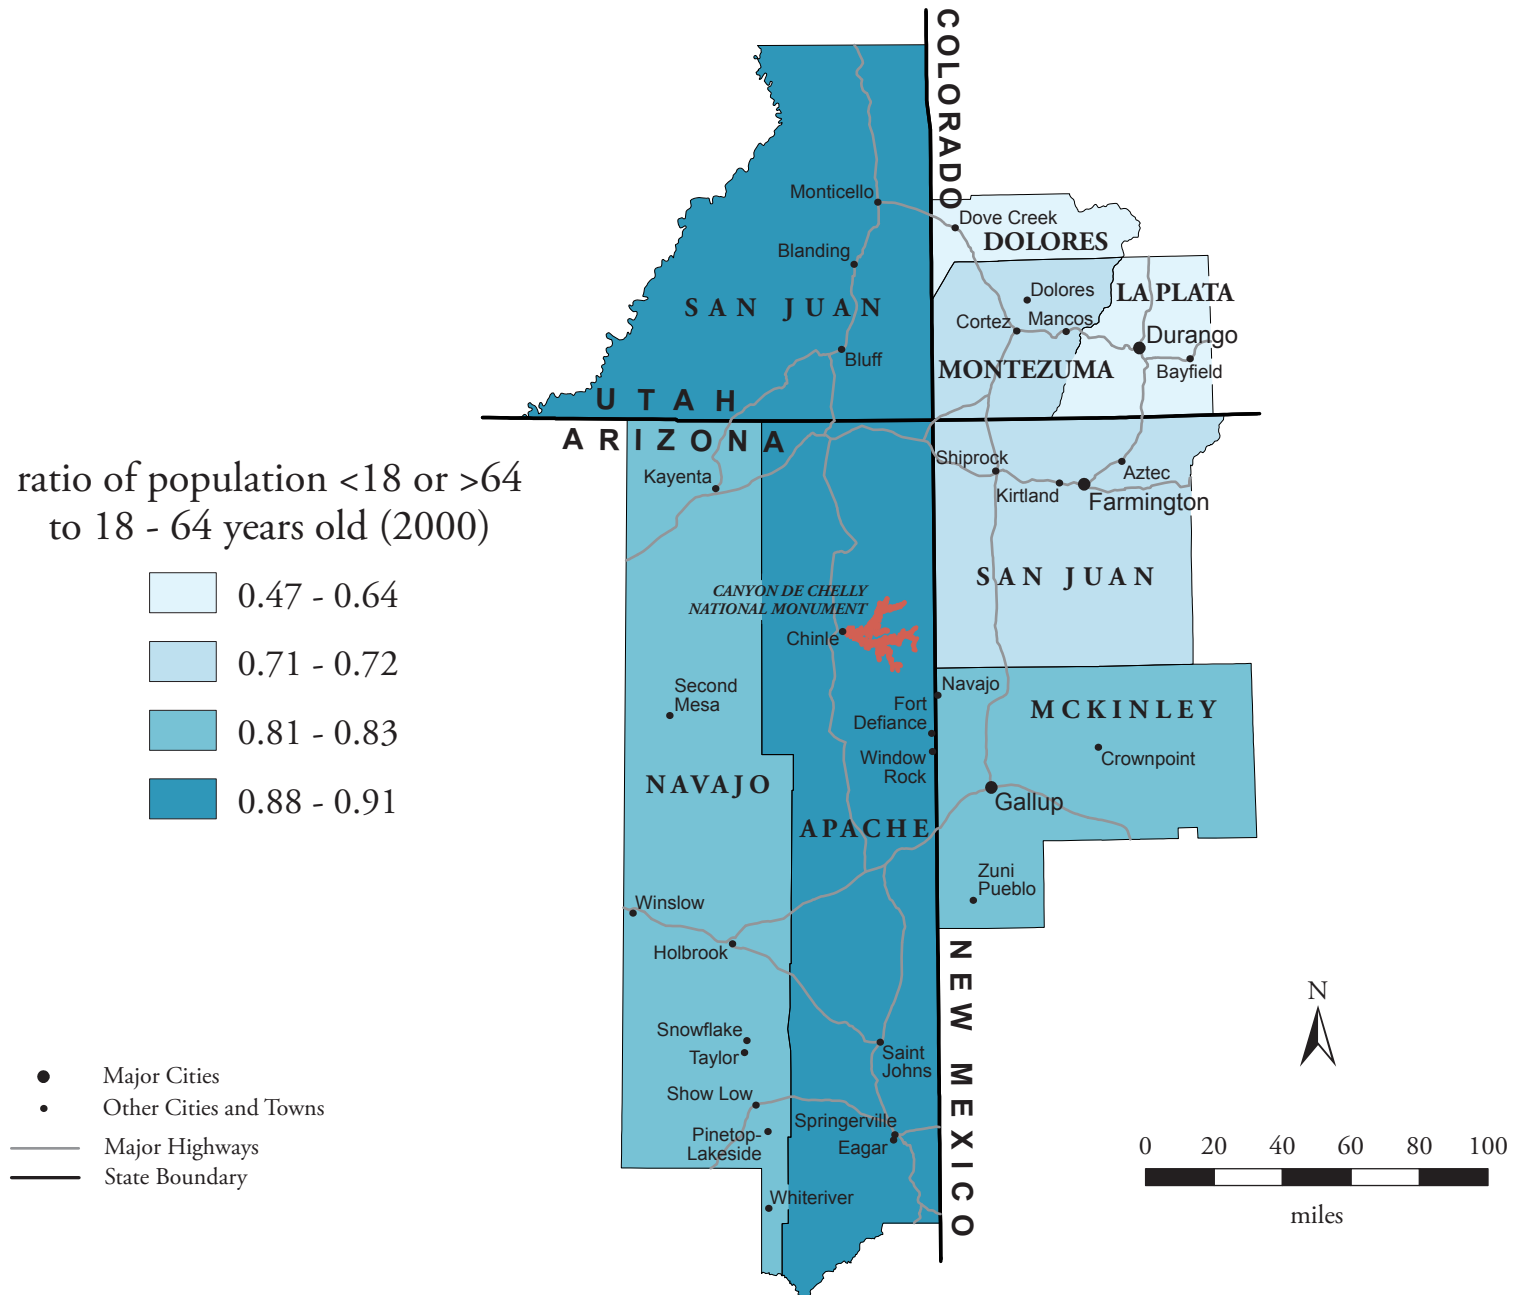 COLORADO
Monticello
Dove Creek
DOLORES
Blanding
Dolores
LA PLATA
SAN JUAN
Cortez
Mancos
Durango
Bluff
MONTEZUMA
Bayfield
UTAH
ARIZONA
Shiprock
Aztec
Kayenta
Kirtland
Farmington
ratio of population <18 or >64
to 18 - 64 years old (2000)
0.47 - 0.64
0.71 - 0.72
0.81 - 0.83
0.88 - 0.91
SAN JUAN
CANYON DE CHELLY
NATIONAL MONUMENT
Chinle
Second
Mesa
Navajo
Fort
Defiance
MCKINLEY
Window
Rock
Crownpoint
NAVAJO
Gallup
APACHE
Zuni
Pueblo
Winslow
Holbrook
NEW MEXICO
Snowflake
Taylor
Saint
Johns
Show Low
Springerville
Pinetop-
Lakeside
Eagar
Whiteriver
Major Cities
Other Cities and Towns
Major Highways
State Boundary
N
0 20 40 60 80 100
miles